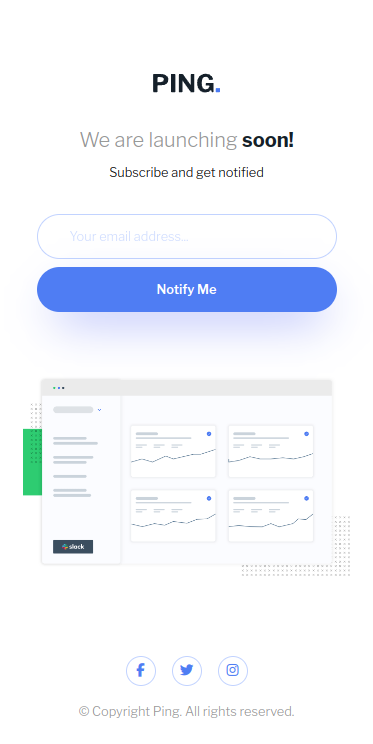 PING.
We are launching soon!
Subscribe and get notified
Your email address...
Notify Me
slack
© Copyright Ping. All rights reserved.